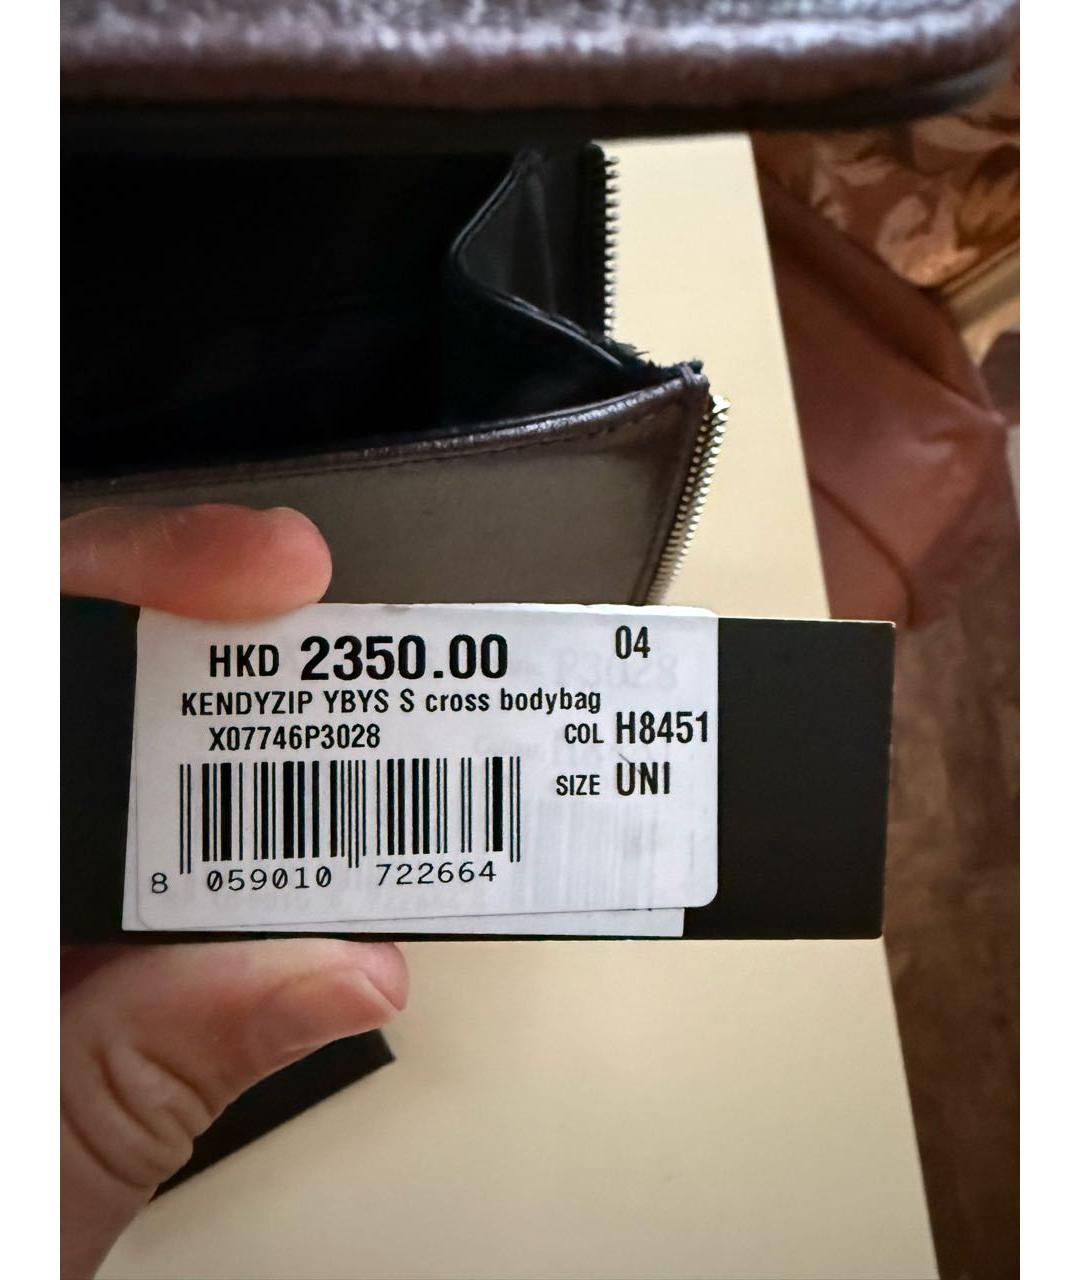 HKD 2350.00 04
KENDYZIP YBYS S cross bodybag
X07746P3028 COL H8451
SIZE UNI
8 059010 722664